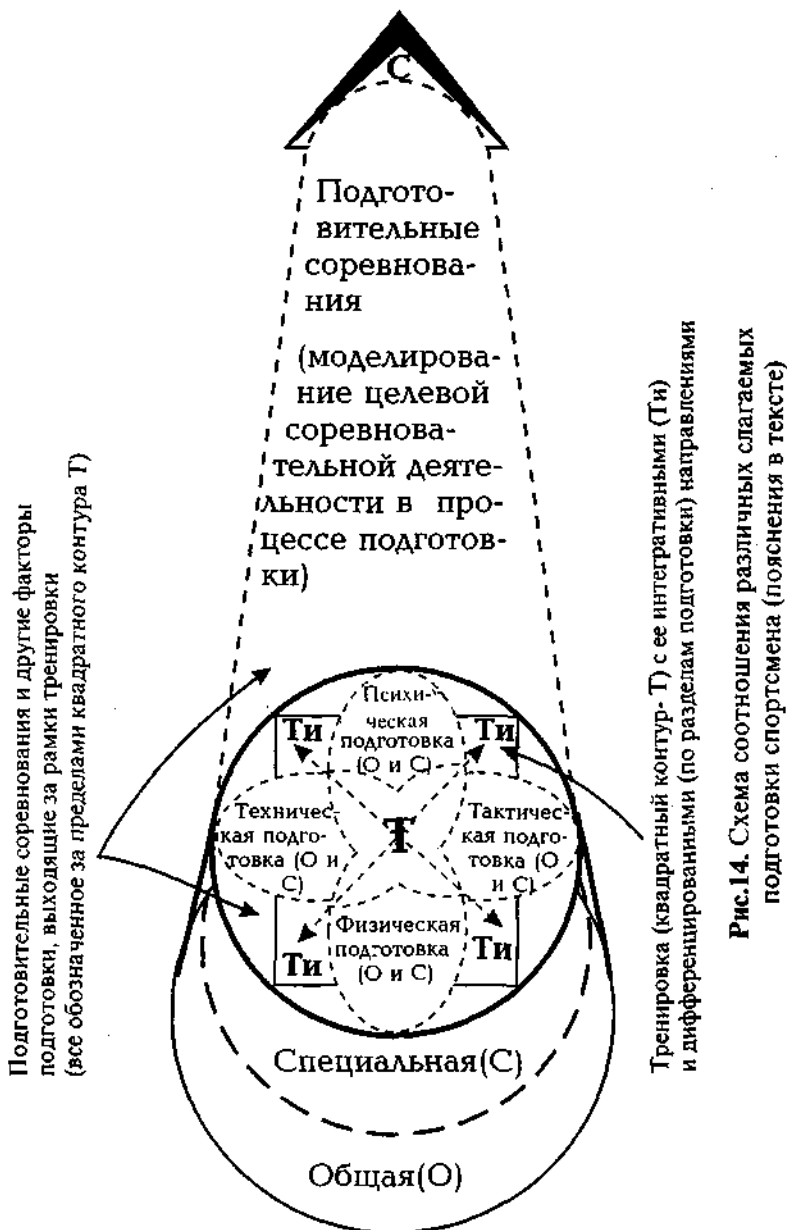 С
Подгото-
вительные
соревнова-
ния
(моделирова-
ние целевой
соревнова-
тельной деяте-
льности в про-
цессе подготов-
ки)
Подготовительные соревнования и другие факторы
подготовки, выходящие за рамки тренировки
(все обозначенное за пределами квадратного контура Т)
Ти
Психи-
ческая
подготовка
(О и С)
Ти
Техничес-
кая подго-
товка (О и
С)
Т
Тактичес-
кая подго-
товка (О
и С)
Ти
Физическая
подготовка
(О и С)
Ти
Специальная(С)
Общая(О)
Тренировка (квадратный контур- Т) с ее интегративными (Ти)
и дифференцированными (по разделам подготовки) направлениями
Рис.14. Схема соотношения различных слагаемых
подготовки спортсмена (пояснения в тексте)